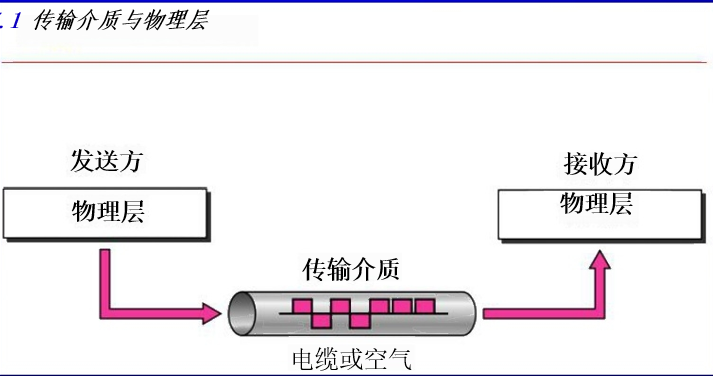 .1 传输介质与物理层
发送方
接收方
物理层
物理层
传输介质
电缆或空气